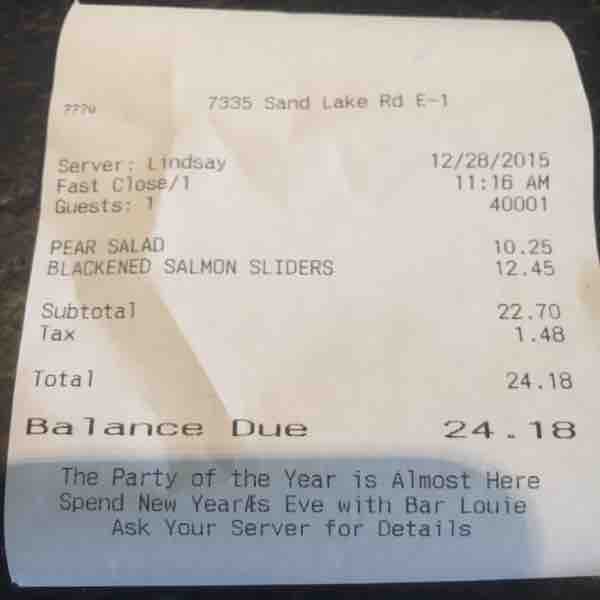 7335 Sand Lake Rd E-1
Server: Lindsay 12/28/2015
Fast Close/1 11:16 AM
Guests: 1 40001
PEAR SALAD 10.25
BLACKENED SALMON SLIDERS 12.45
Subtotal 22.70
Tax 1.48
Total 24.18
Balance Due 24.18
The Party of the Year is Almost Here
Spend New YearÆs Eve with Bar Louie
Ask Your Server for Details